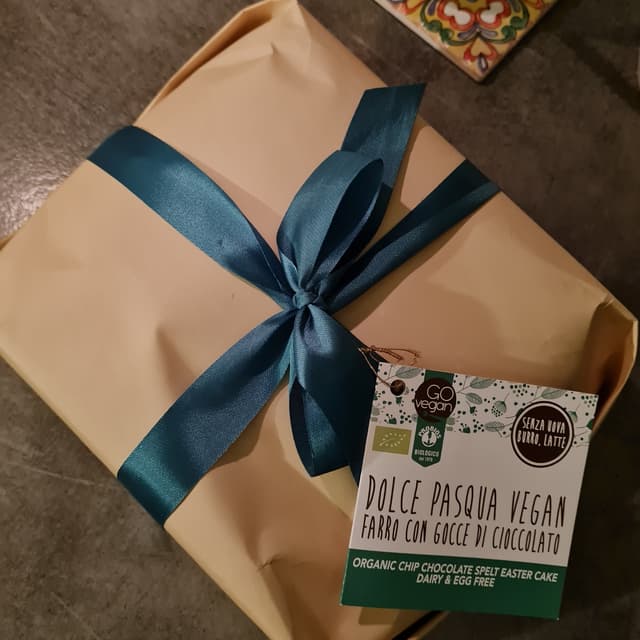 GO
vegan
SENZA UOVA
BURRO, LATTE
BIOLOGICO
DOLCE PASQUA VEGAN
FARRO CON GOCCE DI CIOCCOLATO
ORGANIC CHIP CHOCOLATE SPELT EASTER CAKE
DAIRY & EGG FREE